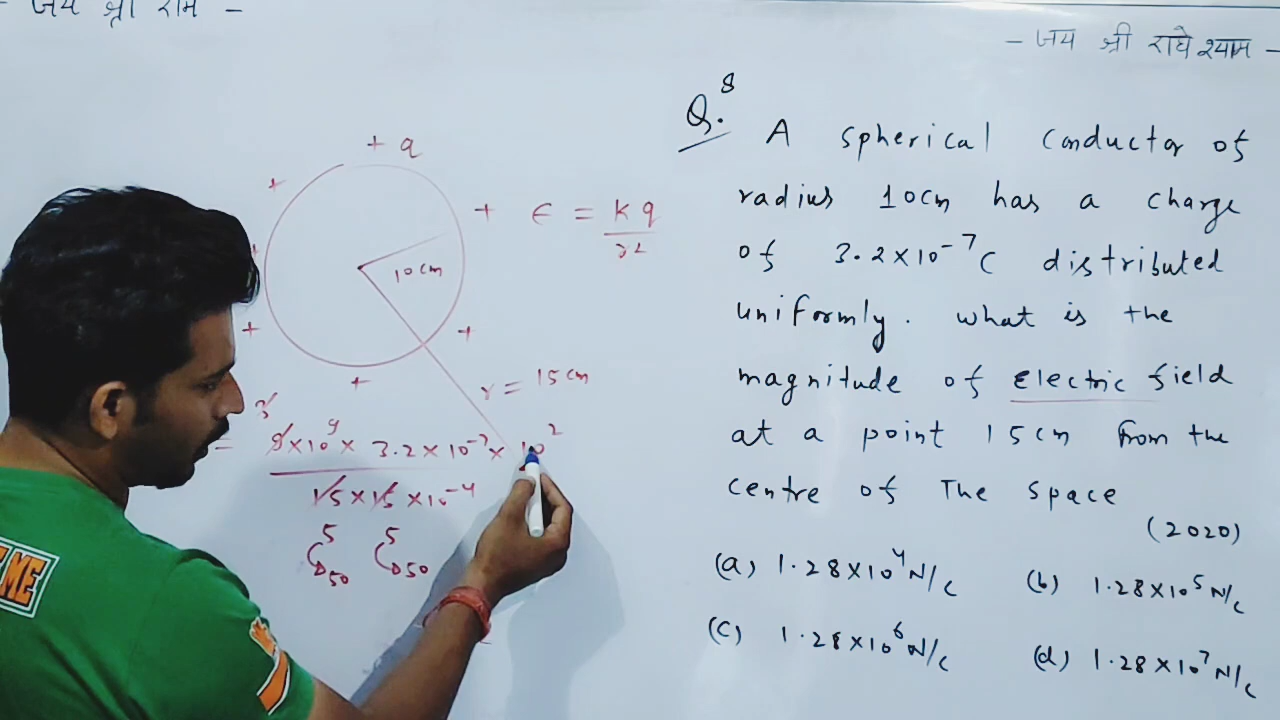 - जय श्री राम -
- जय श्री राधे श्याम -
Q.8 A spherical conductor of
radius 10cm has a charge
of 3.2×10⁻⁷C distributed
uniformly. what is the
magnitude of Electric field
at a point 15cm from the
centre of The space
(2020)
(a) 1.28×10⁴N/C (b) 1.28×10⁵N/C
(c) 1.28×10⁶N/C (d) 1.28×10⁷N/C
+ q
+
+
+
+
+
+
10cm
r = 15cm
= 9×10⁹× 3.2×10⁻⁷× 10²
15×15×10⁻⁴
5 5
50 50
ME